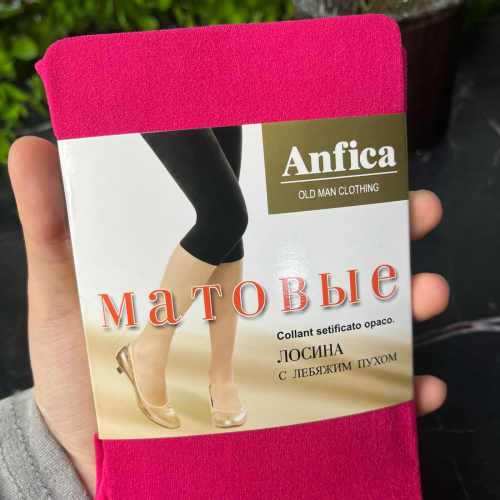 Anfica
OLD MAN CLOTHING
матовые
Collant setificato opaco.
ЛОСИНА
С ЛЕБЯЖИМ ПУХОМ